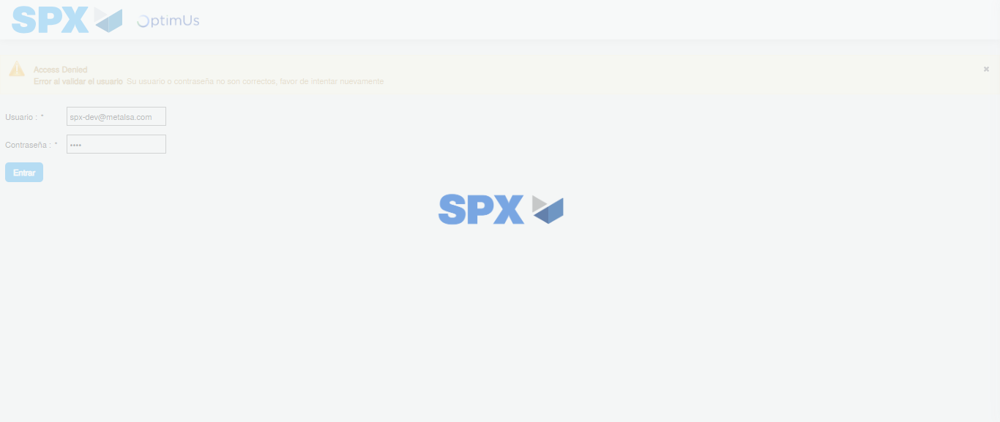 SPX OptimUs
Access Denied
Error al validar el usuario Su usuario o contraseña no son correctos, favor de intentar nuevamente
Usuario : * spx-dev@metalsa.com
Contraseña : * ••••
Entrar
SPX